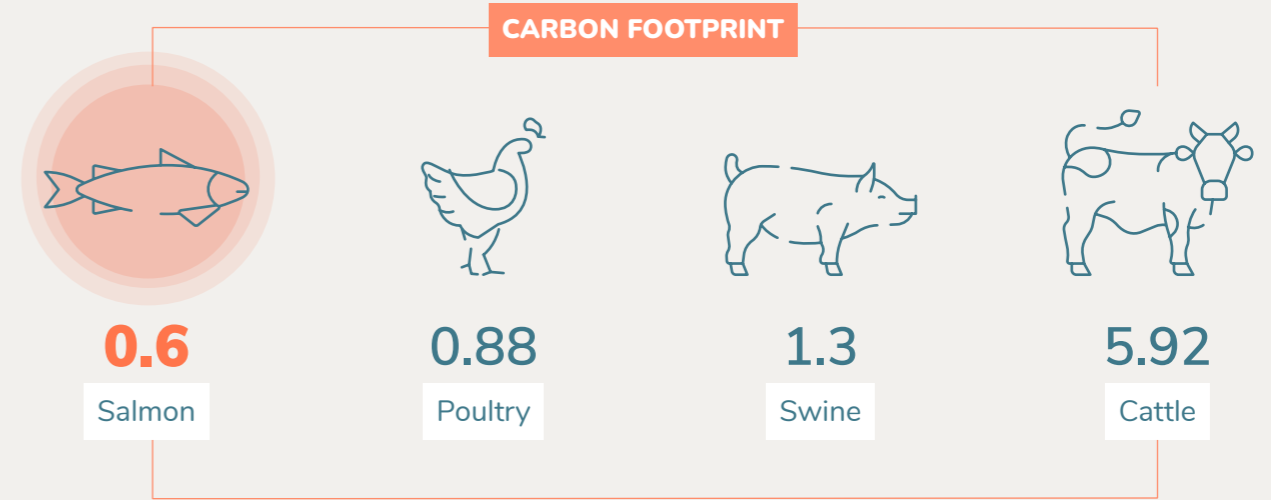 CARBON FOOTPRINT
0.6
0.88
1.3
5.92
Salmon
Poultry
Swine
Cattle